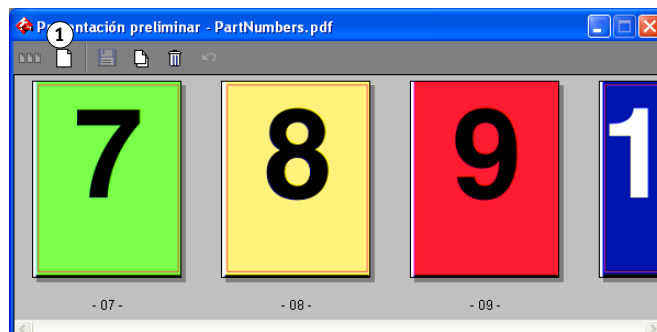 Presentación preliminar - PartNumbers.pdf
1
7 8 9 1
- 07 - - 08 - - 09 -